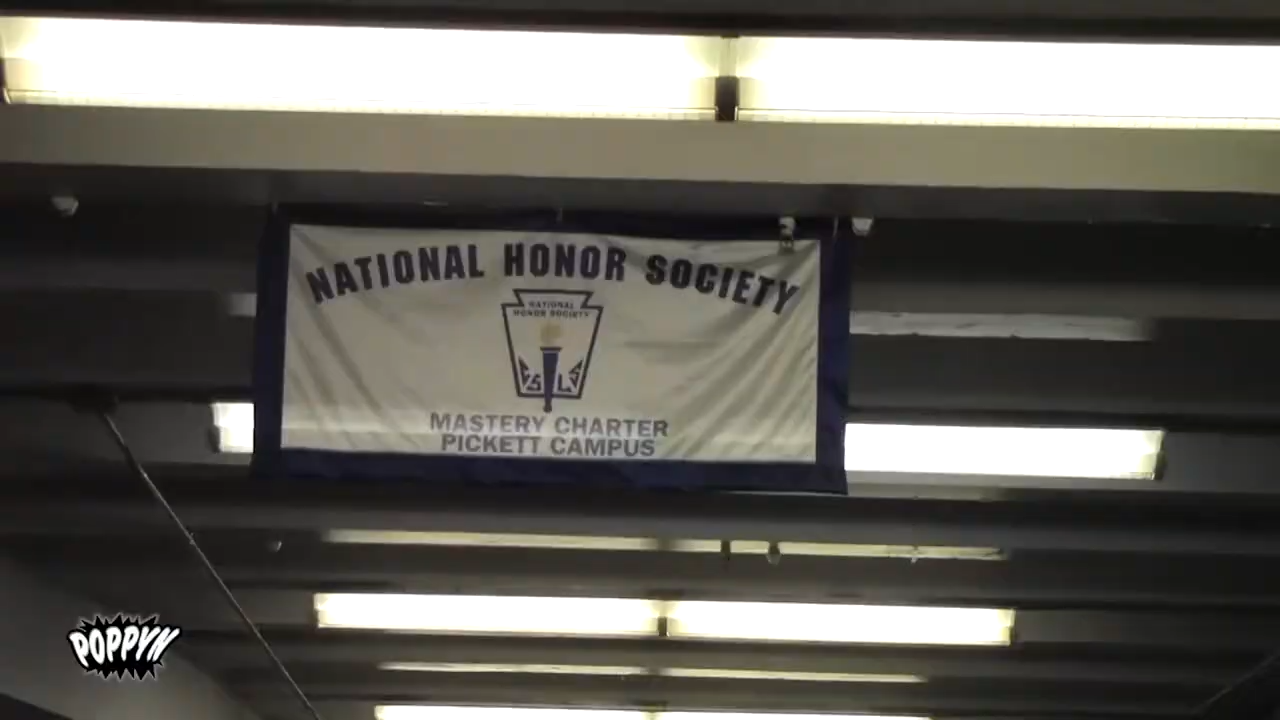 NATIONAL HONOR SOCIETY
NATIONAL
HONOR SOCIETY
C S L S
MASTERY CHARTER
PICKETT CAMPUS
POPPYN